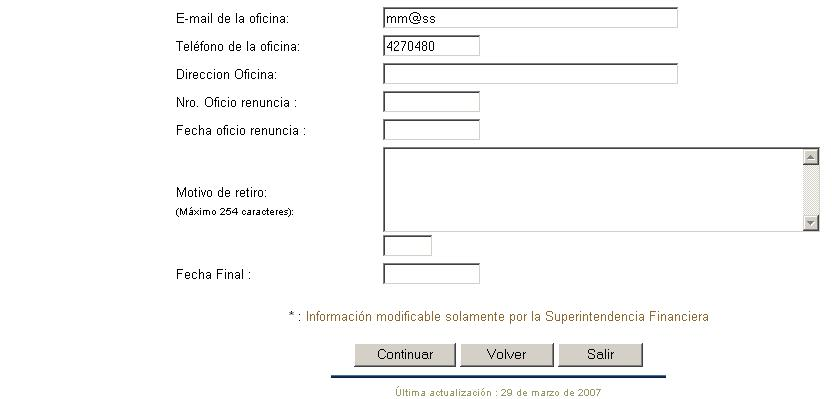 E-mail de la oficina: mm@ss
Teléfono de la oficina: 4270480
Direccion Oficina:
Nro. Oficio renuncia :
Fecha oficio renuncia :
Motivo de retiro:
(Máximo 254 caracteres):
Fecha Final :
* : Información modificable solamente por la Superintendencia Financiera
Continuar Volver Salir
Última actualización : 29 de marzo de 2007